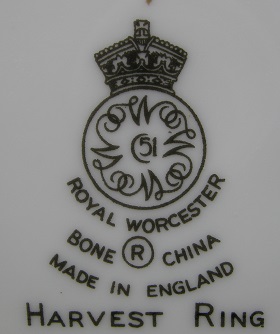 51
ROYAL WORCESTER
BONE ® CHINA
MADE IN ENGLAND
HARVEST RING